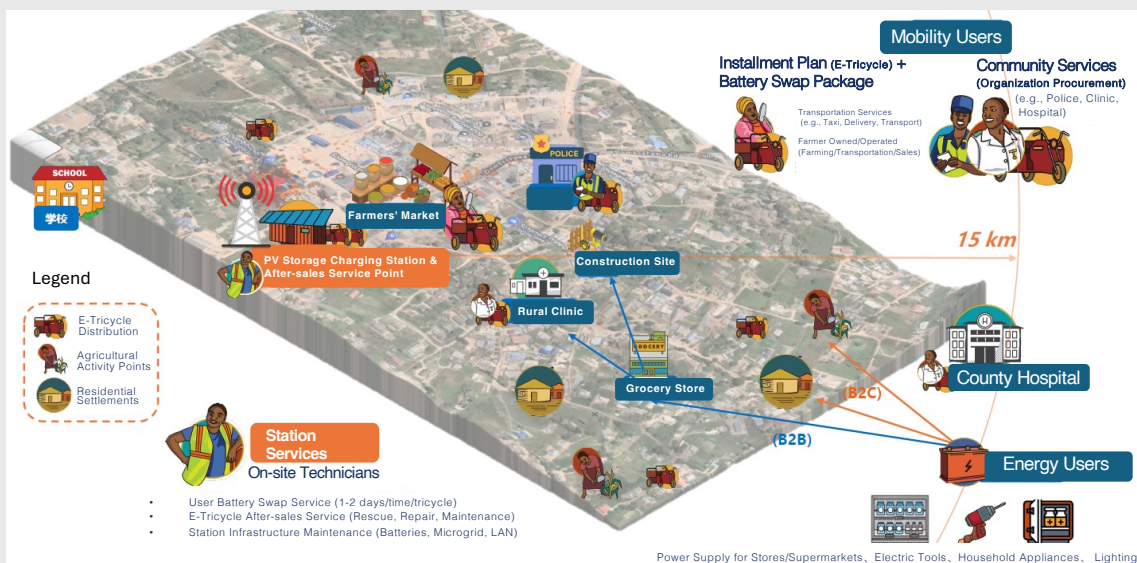 Mobility Users
Installment Plan (E-Tricycle) +
Battery Swap Package
Transportation Services
(e.g., Taxi, Delivery, Transport)
Farmer Owned/Operated
(Farming/Transportation/Sales)
Community Services
(Organization Procurement)
(e.g., Police, Clinic,
Hospital)
SCHOOL
学校
POLICE
Farmers' Market
PV Storage Charging Station &
After-sales Service Point
Construction Site
15 km
Rural Clinic
GROCERY
Grocery Store
H
County Hospital
(B2C)
(B2B)
Energy Users
Legend
E-Tricycle
Distribution
Agricultural
Activity Points
Residential
Settlements
Station
Services
On-site Technicians
• User Battery Swap Service (1-2 days/time/tricycle)
• E-Tricycle After-sales Service (Rescue, Repair, Maintenance)
• Station Infrastructure Maintenance (Batteries, Microgrid, LAN)
Power Supply for Stores/Supermarkets、Electric Tools、Household Appliances、 Lighting